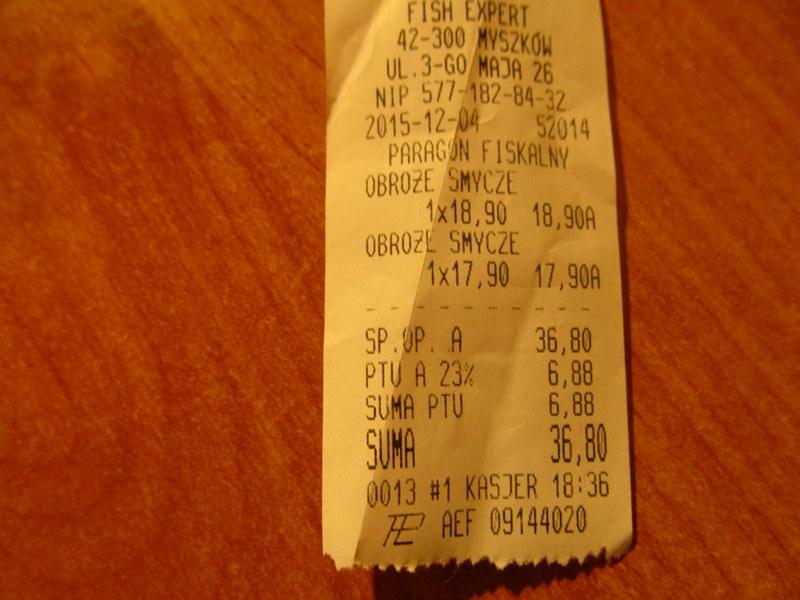 FISH EXPERT
42-300 MYSZKÓW
UL.3-GO MAJA 26
NIP 577-182-84-32
2015-12-04 52014
PARAGON FISKALNY
OBROŻE SMYCZE
1x18,90 18,90A
OBROŻE SMYCZE
1x17,90 17,90A
- - - - - - - - - - - -
SP.OP. A 36,80
PTU A 23% 6,88
SUMA PTU 6,88
SUMA 36,80
0013 #1 KASJER 18:36
AEF 09144020